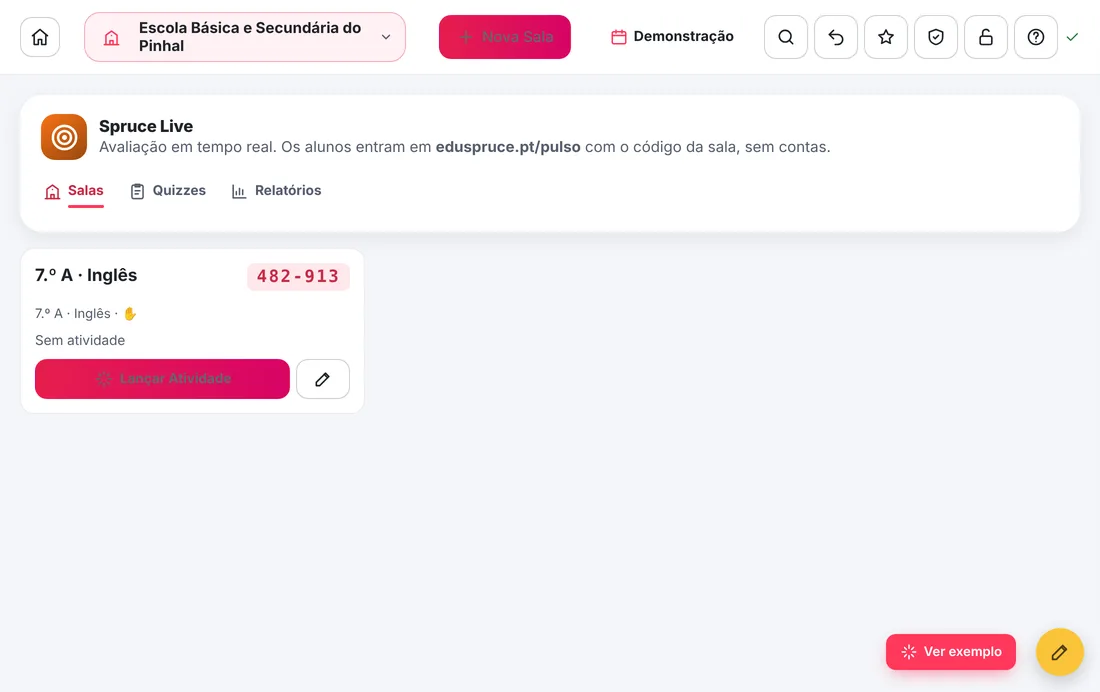 Escola Básica e Secundária do
Pinhal
Nova Sala
Demonstração
Spruce Live
Avaliação em tempo real. Os alunos entram em eduspruce.pt/pulso com o código da sala, sem contas.
Salas
Quizzes
Relatórios
7.º A · Inglês
482-913
7.º A · Inglês · ✋
Sem atividade
Lançar Atividade
Ver exemplo